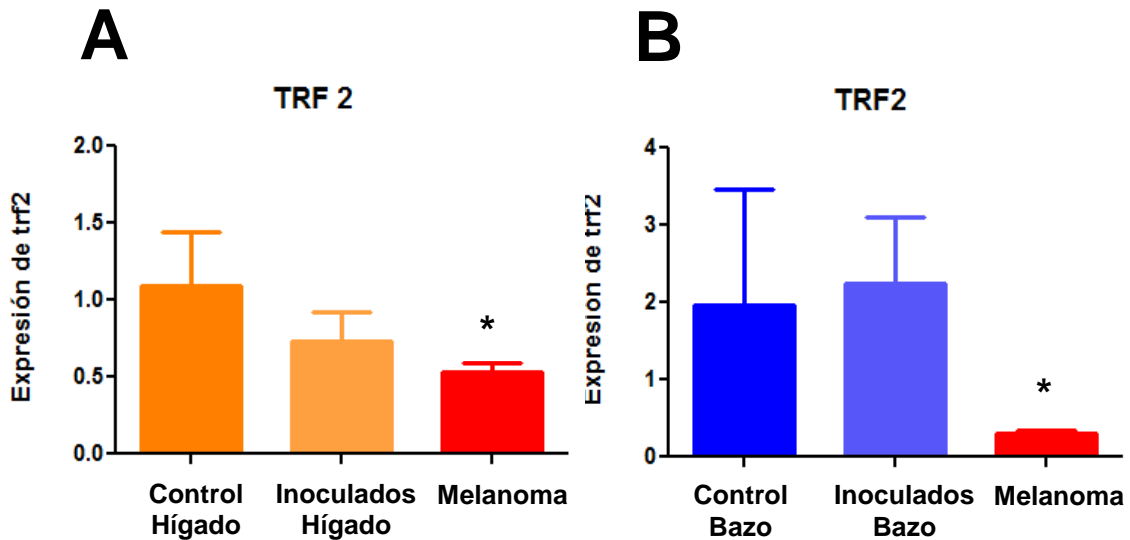 A
TRF 2
Expresión de trf2
2.0
1.5
1.0
0.5
0.0
*
Control
Hígado
Inoculados
Hígado
Melanoma
B
TRF2
Expresión de trf2
4
3
2
1
0
*
Control
Bazo
Inoculados
Bazo
Melanoma